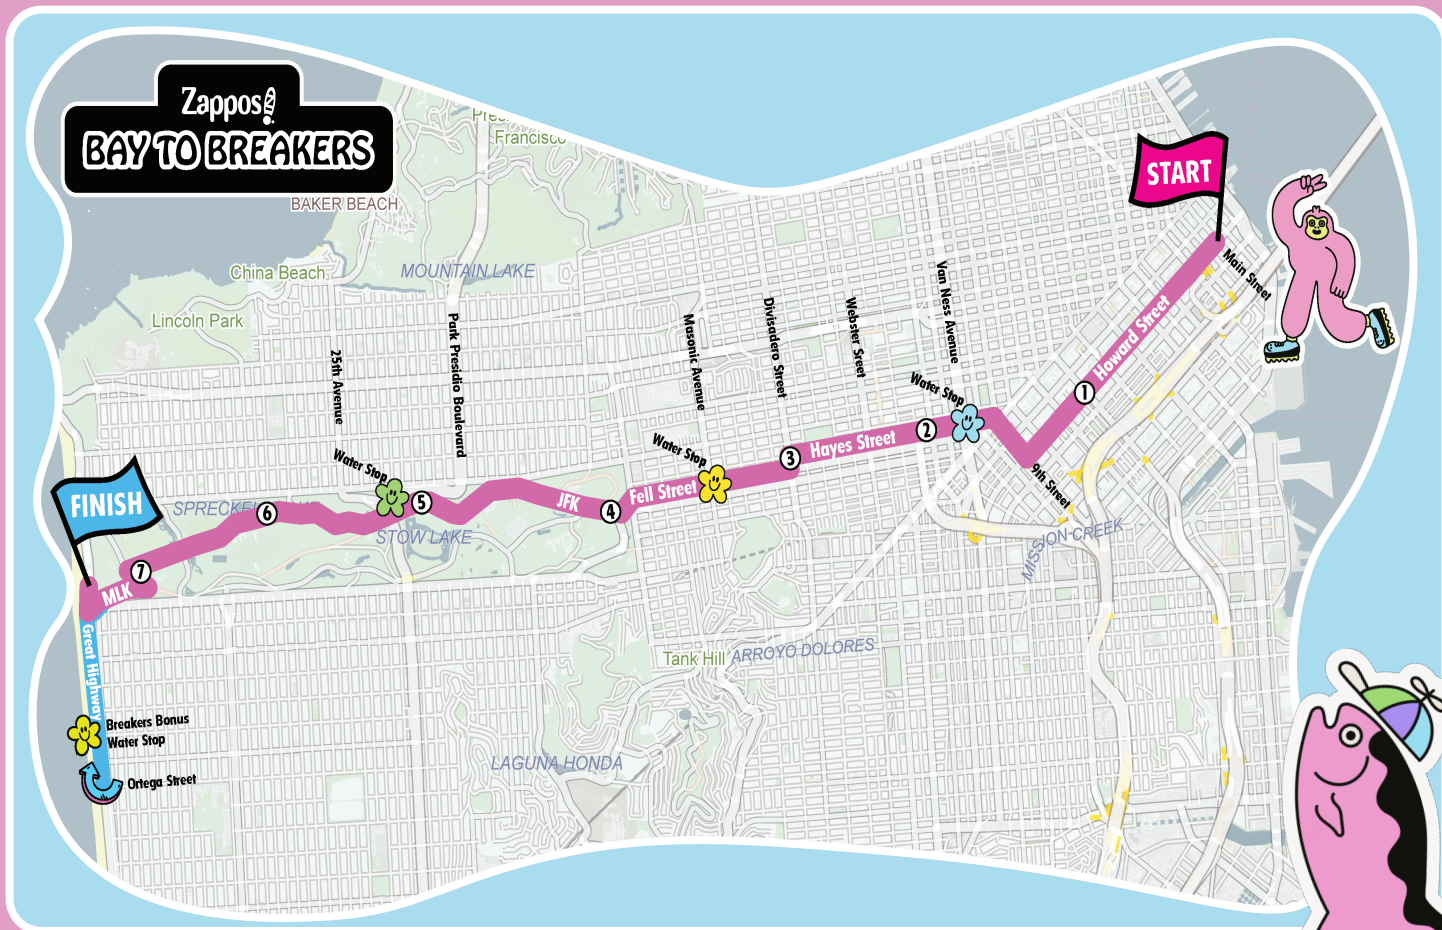 Zappos!
BAY TO BREAKERS
Francisco
BAKER BEACH
China Beach
MOUNTAIN LAKE
Lincoln Park
START
Main Street
Howard Street
1
9th Street
Van Ness Avenue
Webster Sreet
Divisadero Street
Masonic Avenue
Park Presidio Boulevard
25th Avenue
Water Stop
2
Hayes Street
3
Water Stop
Fell Street
4
JFK
5
Water Stop
6
STOW LAKE
FINISH
7
MLK
MISSION CREEK
Tank Hill
ARROYO DOLORES
LAGUNA HONDA
Great Highway
Breakers Bonus
Water Stop
Ortega Street